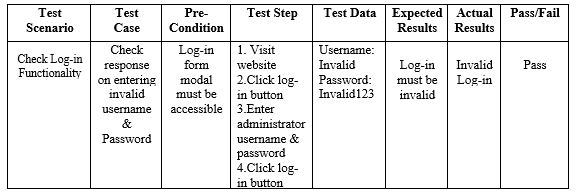 Test Scenario
Test Case
Pre-Condition
Test Step
Test Data
Expected Results
Actual Results
Pass/Fail
Check Log-in
Functionality
Check
response
on entering
invalid
username
&
Password
Log-in
form
modal
must be
accessible
1. Visit
website
2.Click log-
in button
3.Enter
administrator
username &
password
4.Click log-
in button
Username:
Invalid
Password:
Invalid123
Log-in
must be
invalid
Invalid
Log-in
Pass